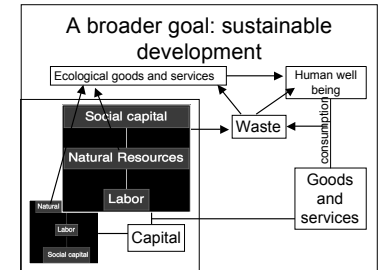 A broader goal: sustainable
development
Ecological goods and services
Human well
being
Social capital
Waste
consumption
Natural Resources
Goods
and
services
Labor
Natural
Capital
Labor
Social capital